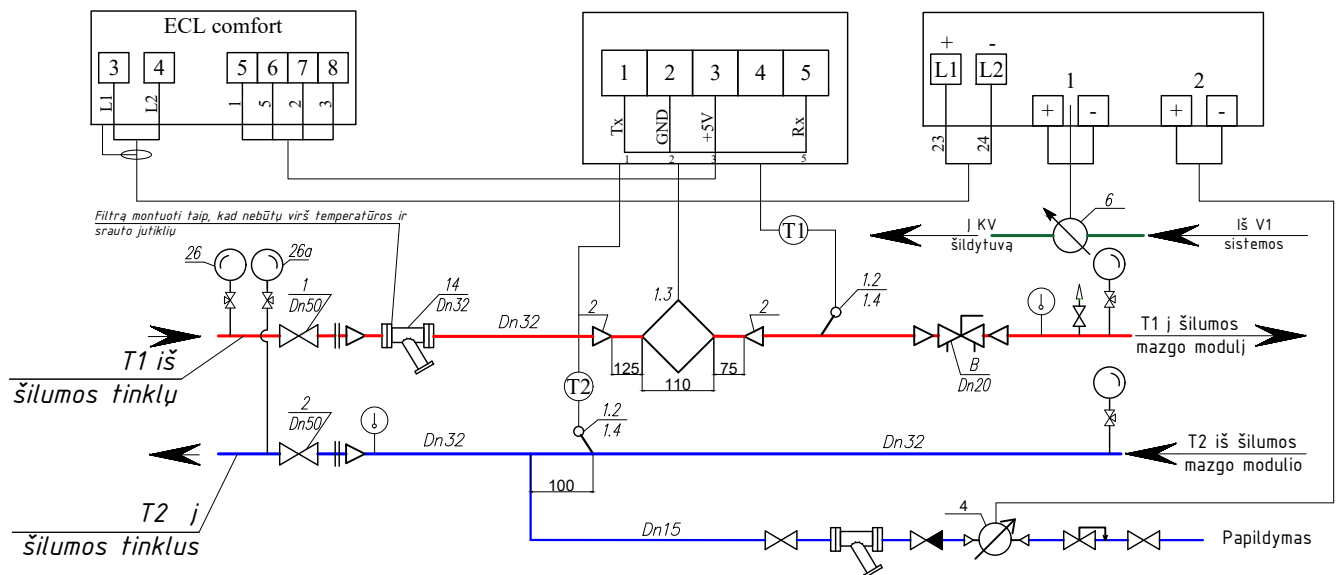 ECL comfort
3 4 5 6 7 8
L1 L2 1 5 2 3
1 2 3 4 5
Tx GND +5V Rx
1 2 3 5
+ -
L1 L2 1 2
+ - + -
23 24
Filtrą montuoti taip, kad nebūtų virš temperatūros ir
srauto jutiklių
T1
6
Į KV
šildytuvą
Iš V1
sistemos
26 26a
1
Dn50
14
Dn32
Dn32
2
1.3
2
1.2
1.4
T1 iš
šilumos tinklų
125 110 75
B
Dn20
T1 į šilumos
mazgo modulį
T2
2
Dn50
1.2
1.4
Dn32
Dn32
T2 iš šilumos
mazgo modulio
100
T2 į
šilumos tinklus
4
Dn15
Papildymas